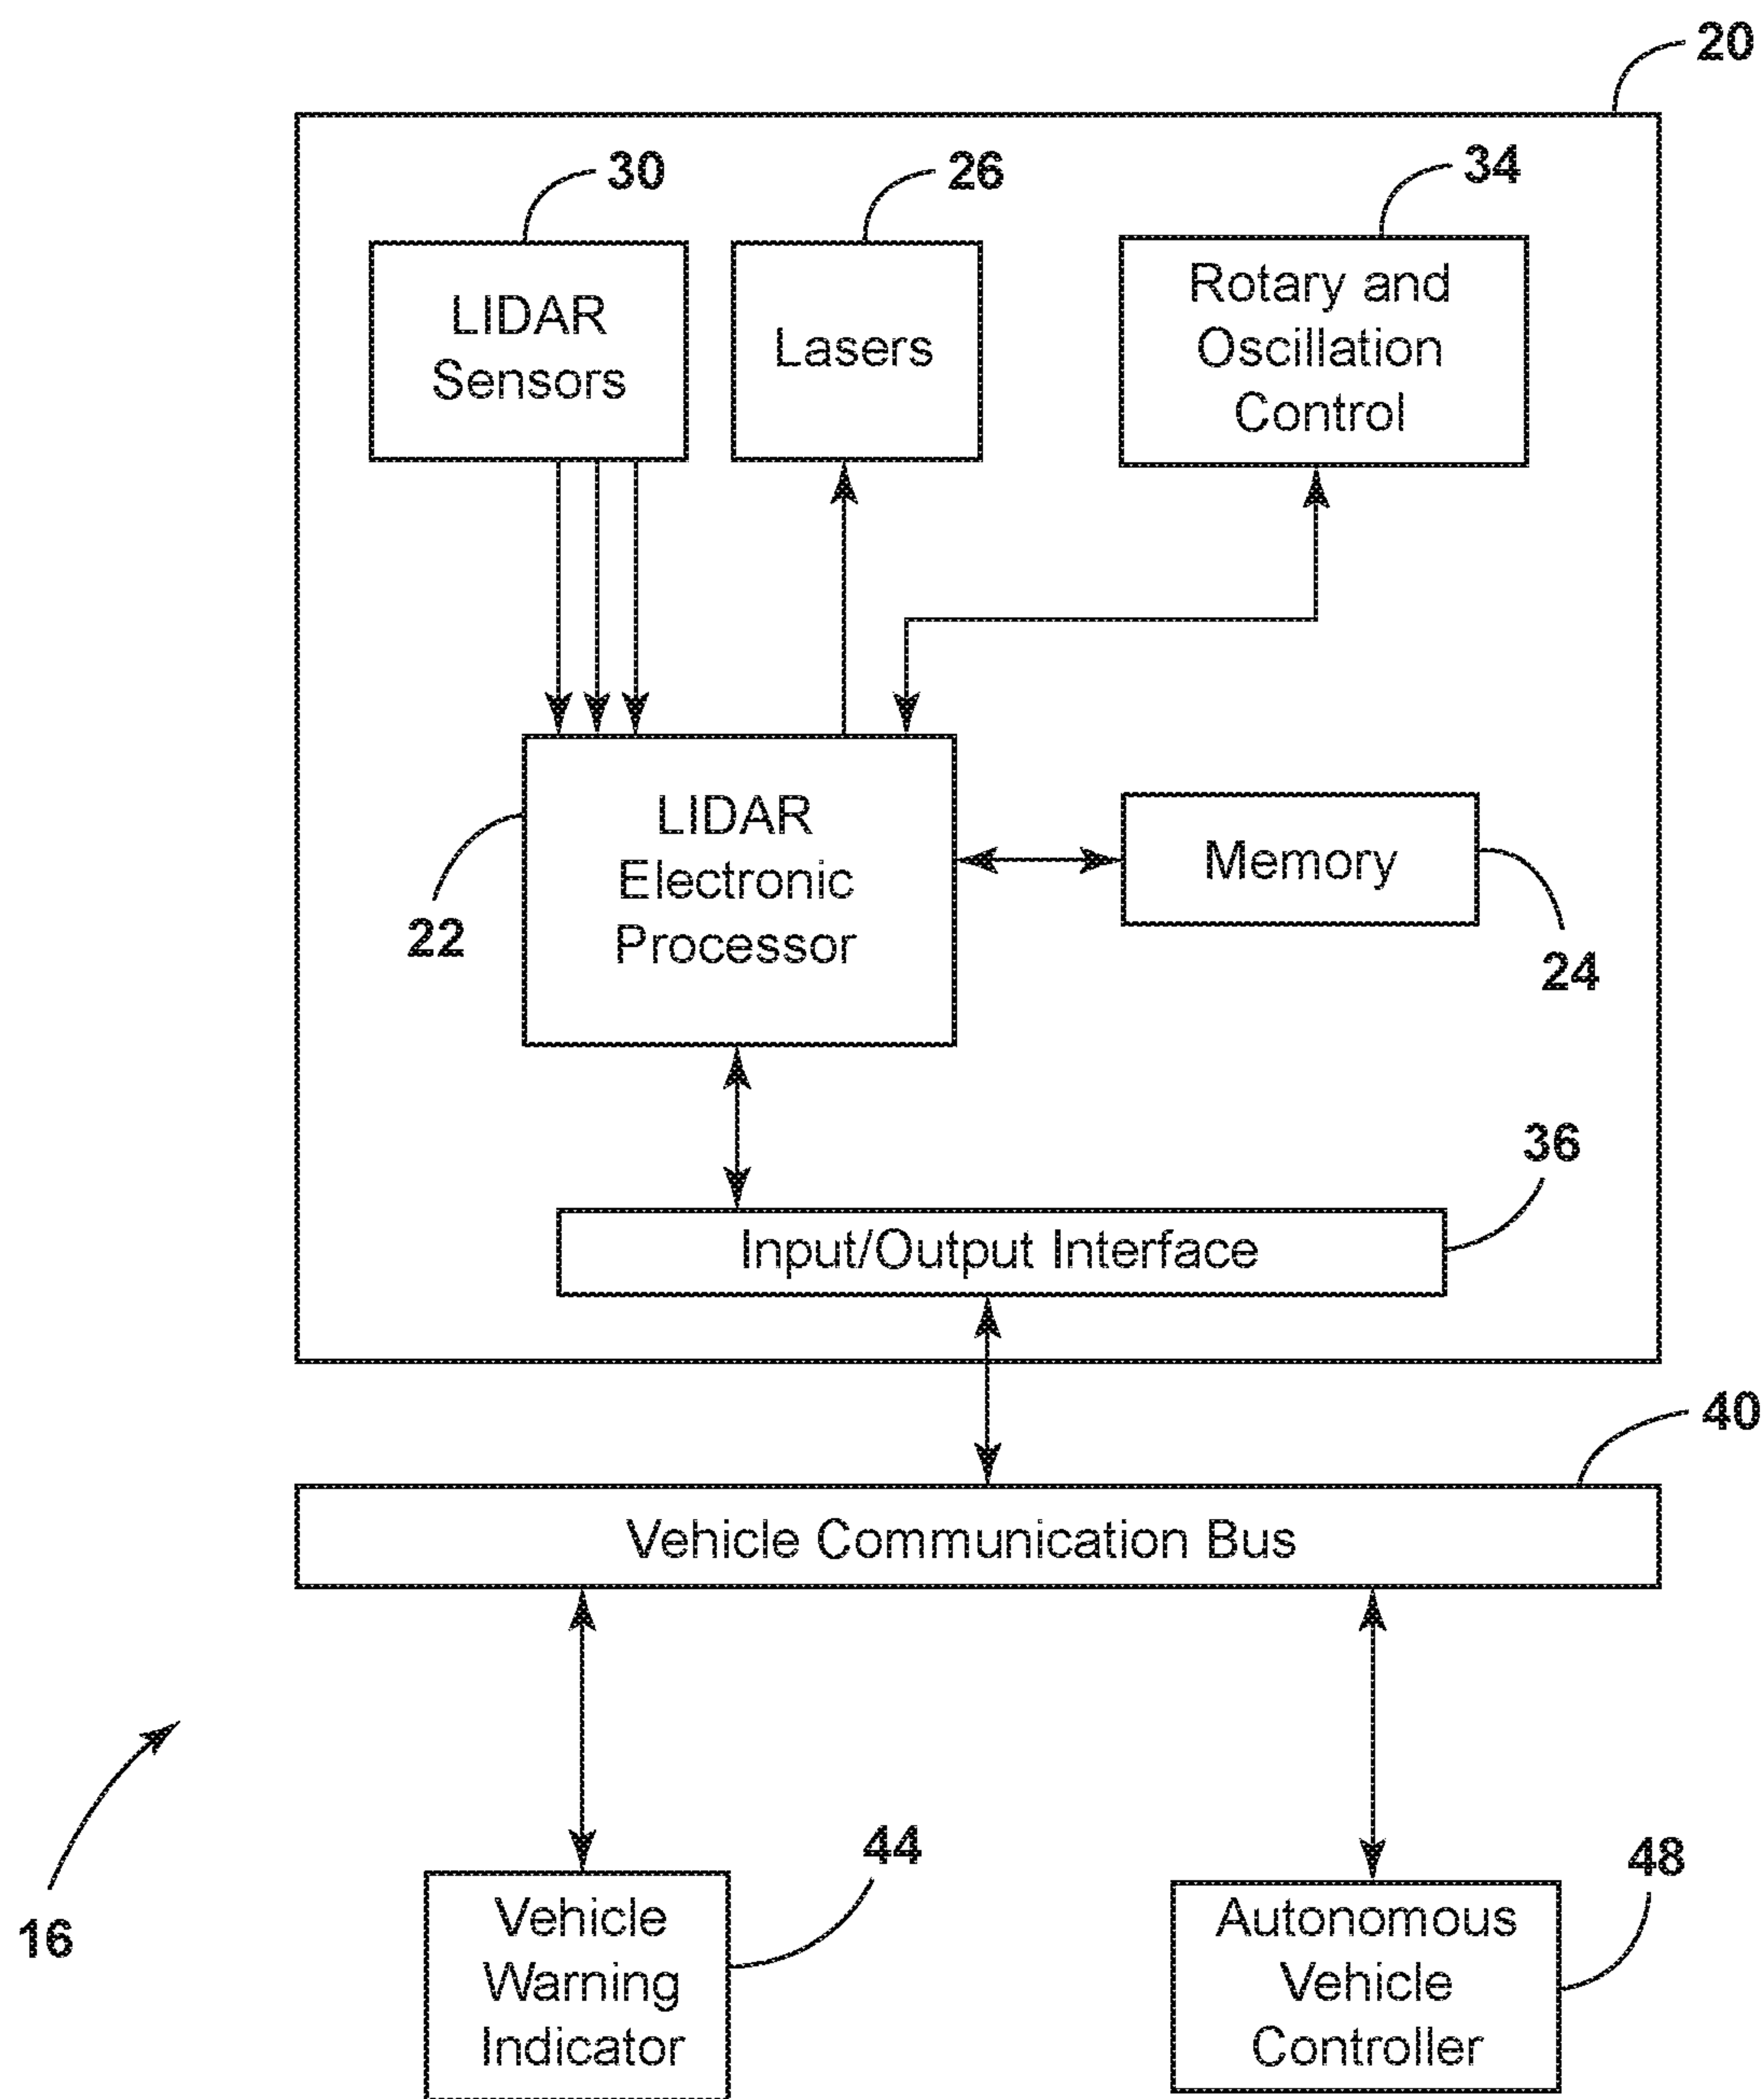 20
30
26
34
LIDAR
Sensors
Lasers
Rotary and
Oscillation
Control
LIDAR
Electronic
Processor
Memory
22
24
36
Input/Output Interface
40
Vehicle Communication Bus
44
48
16
Vehicle
Warning
Indicator
Autonomous
Vehicle
Controller